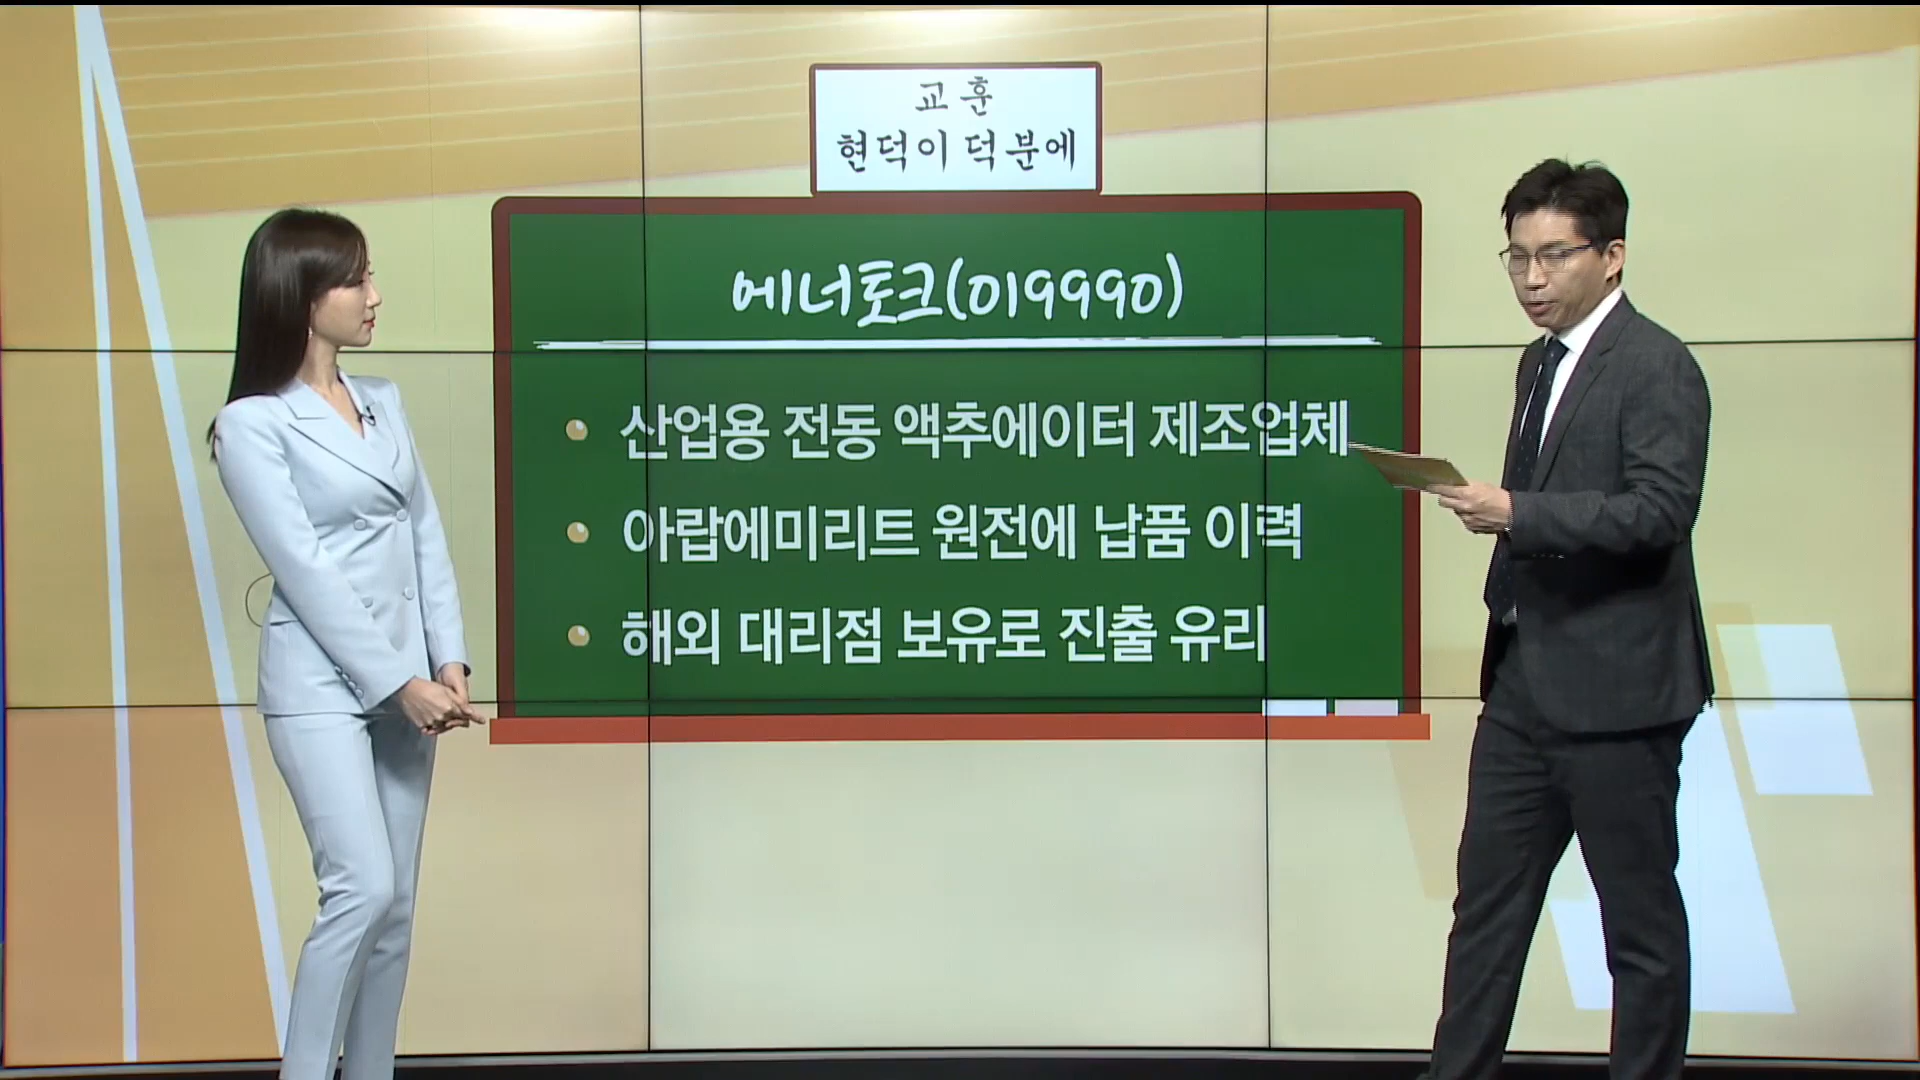 교훈
현덕이 덕분에
에너토크(019990)
산업용 전동 액추에이터 제조업체
아랍에미리트 원전에 납품 이력
해외 대리점 보유로 진출 유리